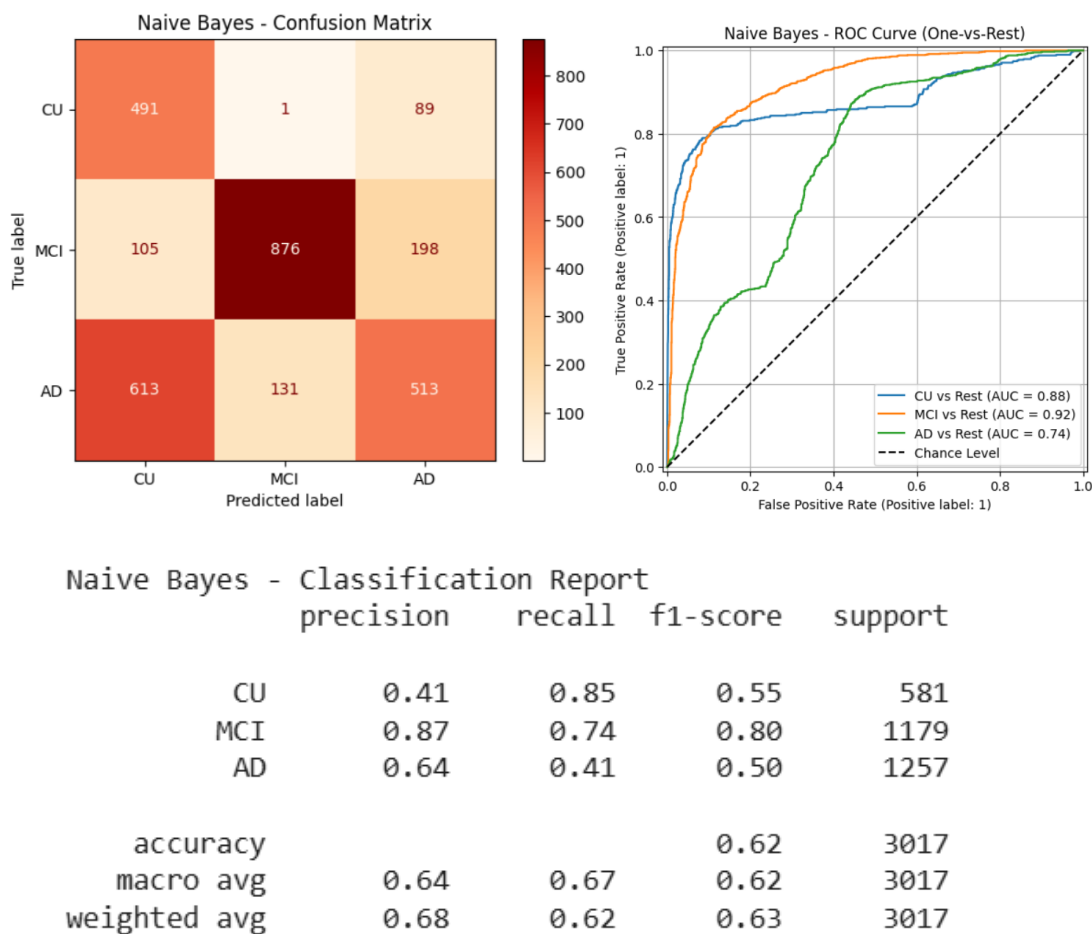 Naive Bayes - Confusion Matrix
CU
MCI
AD
True label
491 1 89
105 876 198
613 131 513
CU MCI AD
Predicted label
800
700
600
500
400
300
200
100
Naive Bayes - ROC Curve (One-vs-Rest)
True Positive Rate (Positive label: 1)
1.0
0.8
0.6
0.4
0.2
0.0
CU vs Rest (AUC = 0.88)
MCI vs Rest (AUC = 0.92)
AD vs Rest (AUC = 0.74)
Chance Level
0.0 0.2 0.4 0.6 0.8 1.0
False Positive Rate (Positive label: 1)
Naive Bayes - Classification Report
precision recall f1-score support
CU 0.41 0.85 0.55 581
MCI 0.87 0.74 0.80 1179
AD 0.64 0.41 0.50 1257
accuracy 0.62 3017
macro avg 0.64 0.67 0.62 3017
weighted avg 0.68 0.62 0.63 3017